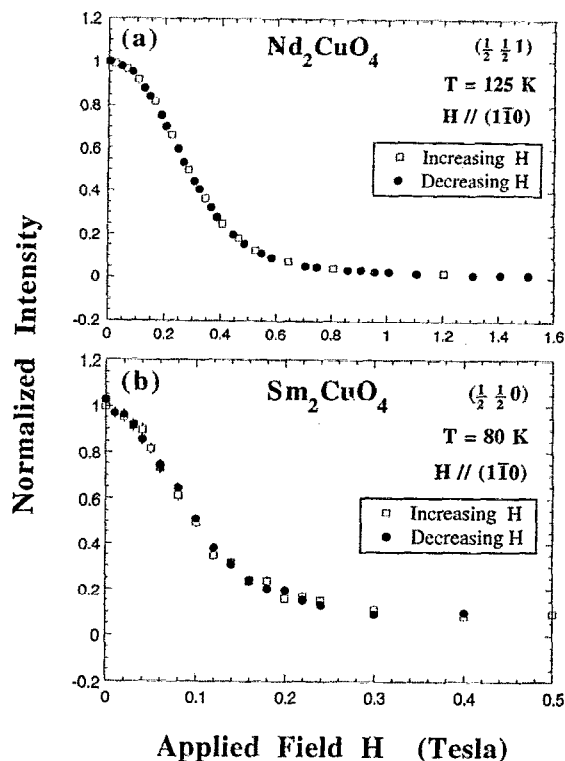 (a)
Nd2CuO4
(1/2 1/2 1)
T = 125 K
H // (11̄0)
Increasing H
Decreasing H
1.2
1
0.8
0.6
0.4
0.2
0
-0.2
0 0.2 0.4 0.6 0.8 1 1.2 1.4 1.6
(b)
Sm2CuO4
(1/2 1/2 0)
T = 80 K
H // (11̄0)
Increasing H
Decreasing H
1.2
1
0.8
0.6
0.4
0.2
0
-0.2
0 0.1 0.2 0.3 0.4 0.5
Normalized Intensity
Applied Field H (Tesla)